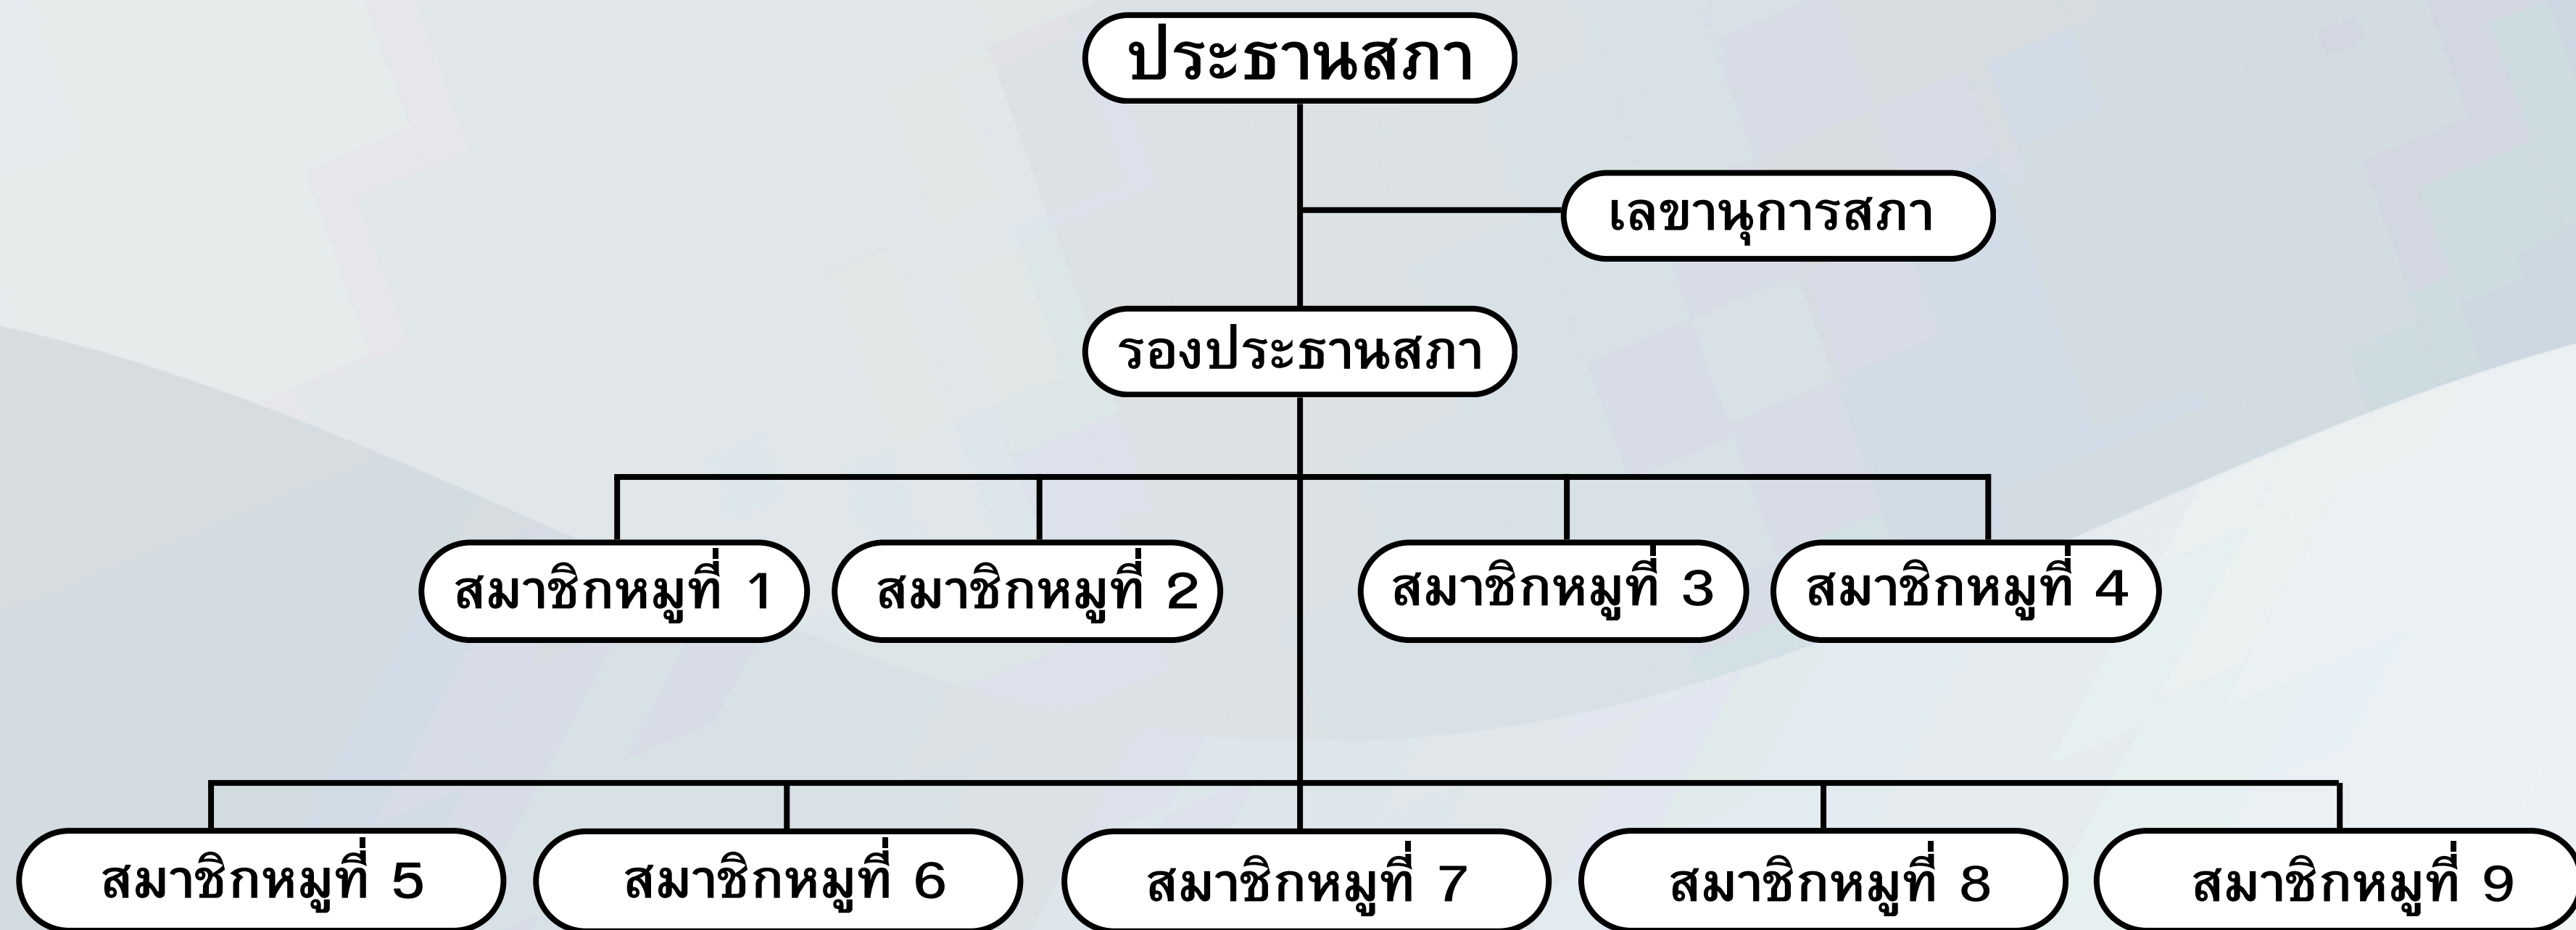 ประธานสภา
เลขานุการสภา
รองประธานสภา
สมาชิกหมูที่ 1
สมาชิกหมูที่ 2
สมาชิกหมูที่ 3
สมาชิกหมูที่ 4
สมาชิกหมูที่ 5
สมาชิกหมูที่ 6
สมาชิกหมูที่ 7
สมาชิกหมูที่ 8
สมาชิกหมูที่ 9